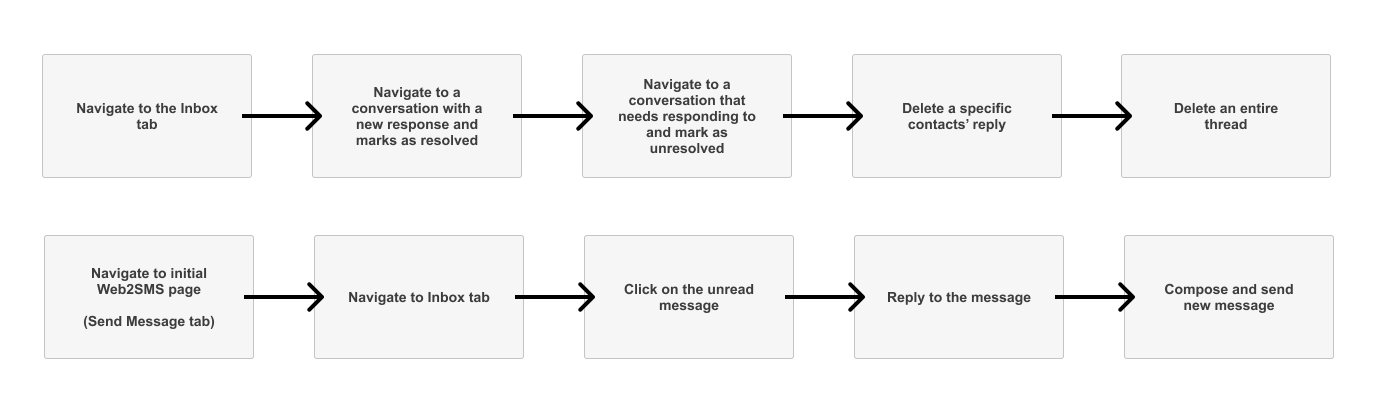 Navigate to the Inbox
tab
Navigate to a
conversation with a
new response and
marks as resolved
Navigate to a
conversation that
needs responding to
and mark as
unresolved
Delete a specific
contacts’ reply
Delete an entire
thread
Navigate to initial
Web2SMS page
(Send Message tab)
Navigate to Inbox tab
Click on the unread
message
Reply to the message
Compose and send
new message